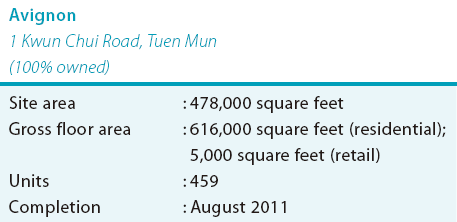 Avignon
1 Kwun Chui Road, Tuen Mun
(100% owned)
Site area : 478,000 square feet
Gross floor area : 616,000 square feet (residential);
5,000 square feet (retail)
Units : 459
Completion : August 2011